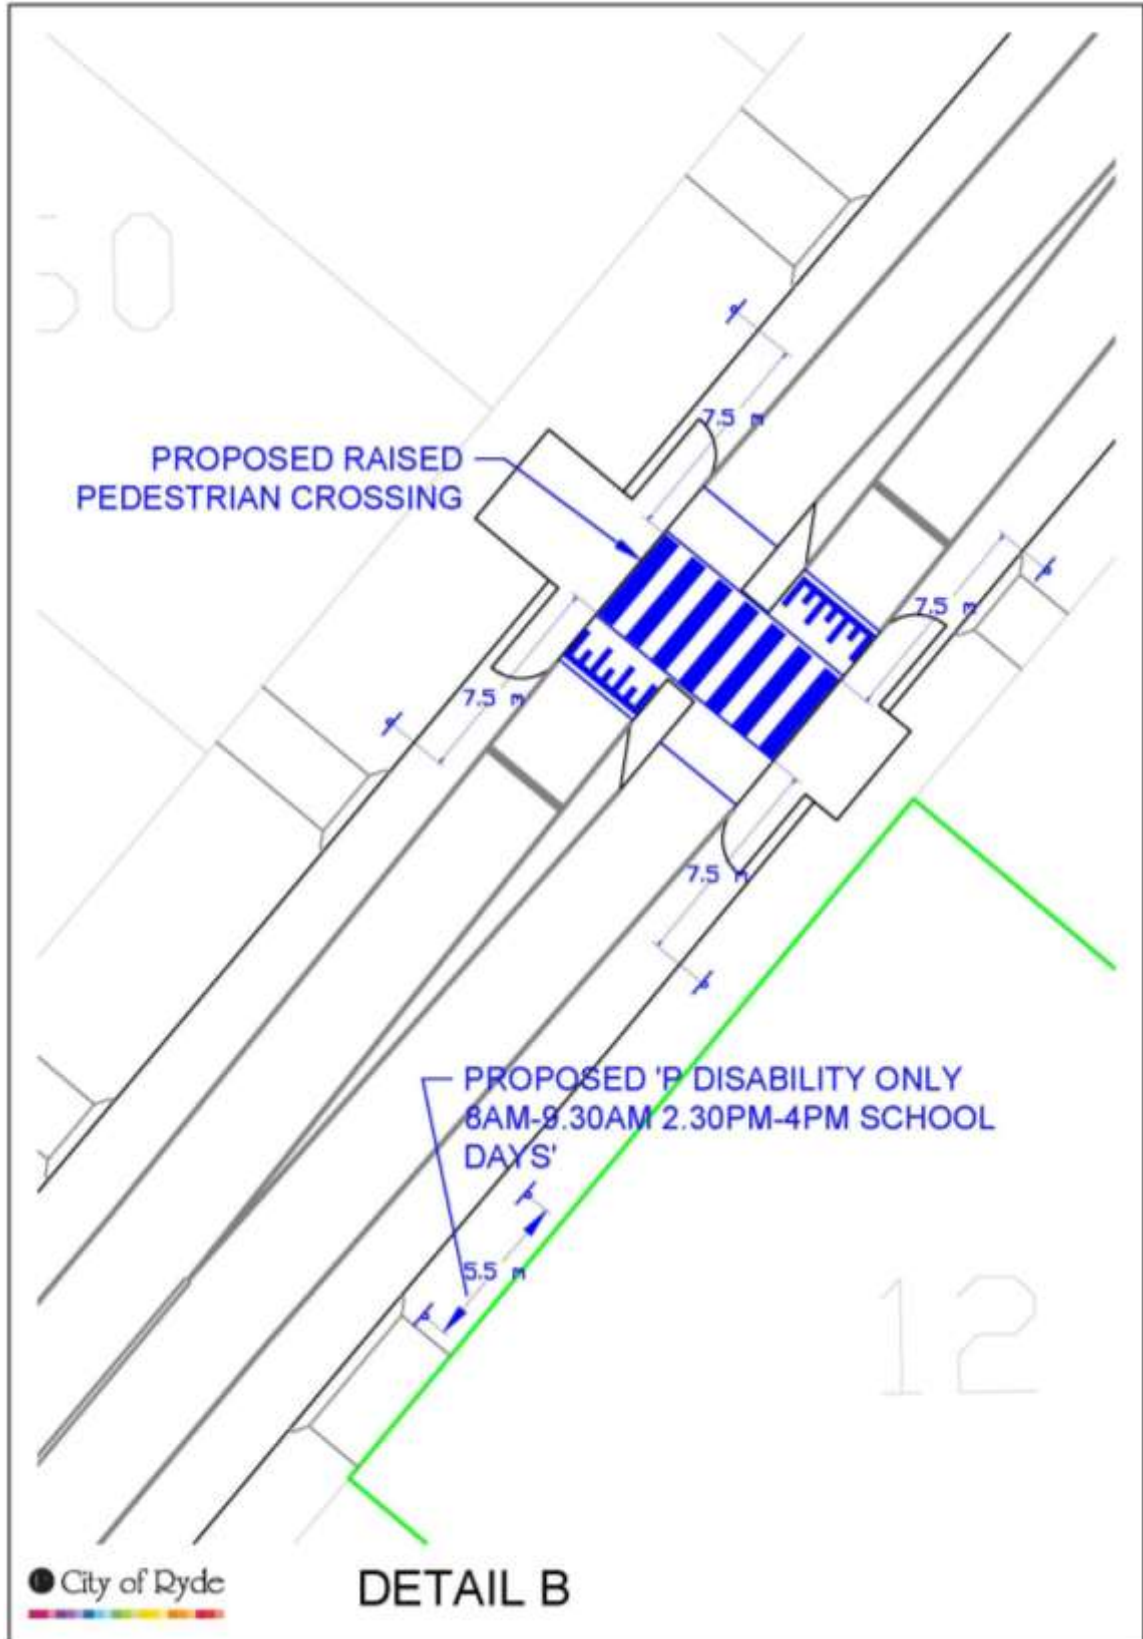 50
7.5 m
PROPOSED RAISED
PEDESTRIAN CROSSING
7.5 m
7.5 m
7.5 m
PROPOSED 'P DISABILITY ONLY
8AM-9.30AM 2.30PM-4PM SCHOOL
DAYS'
5.5 m
12
City of Ryde
DETAIL B